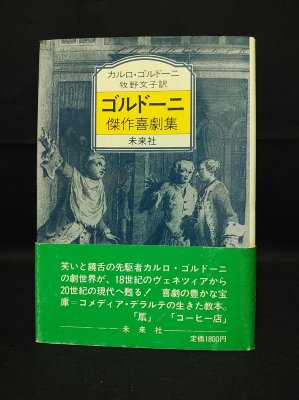 カルロ・ゴルドーニ
牧野文子訳
ゴルドーニ
傑作喜劇集
未来社
笑いと饒舌の先駆者カルロ・ゴルドーニ
の劇世界が、18世紀のヴェネツィアから
20世紀の現代へ甦る! 喜劇の豊かな宝
庫=コメディア・デラルテの生きた教本。
「扇」/「コーヒー店」
未来社
定価1800円